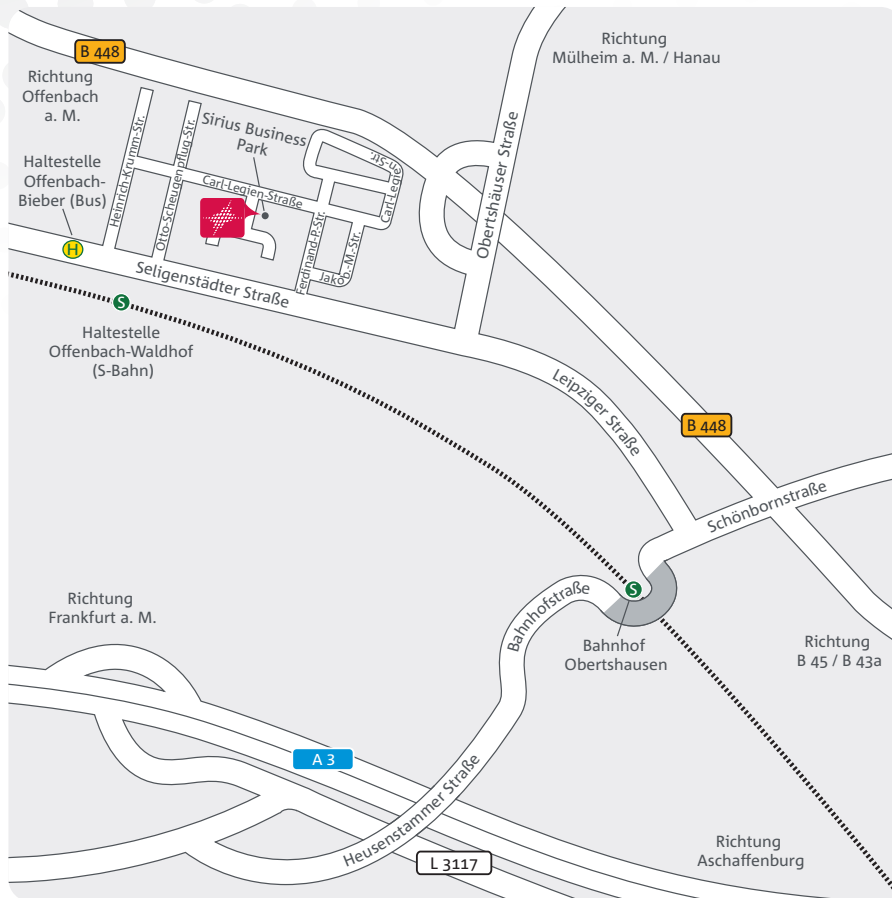 B 448
Richtung
Offenbach
a. M.
Richtung
Mülheim a. M. / Hanau
Sirius Business
Park
Haltestelle
Offenbach-
Bieber (Bus)
H
Heinrich-Krumm-Str.
Otto-Scheugenpflug-Str.
Carl-Legien-Straße
Ferdinand-P.-Str.
Jakob.-M.-Str.
Carl-Legien-Str.
Obertshäuser Straße
Seligenstädter Straße
S
Haltestelle
Offenbach-Waldhof
(S-Bahn)
Leipziger Straße
B 448
Schönbornstraße
S
Bahnhofstraße
Bahnhof
Obertshausen
Richtung
B 45 / B 43a
Richtung
Frankfurt a. M.
A 3
Heusenstammer Straße
L 3117
Richtung
Aschaffenburg